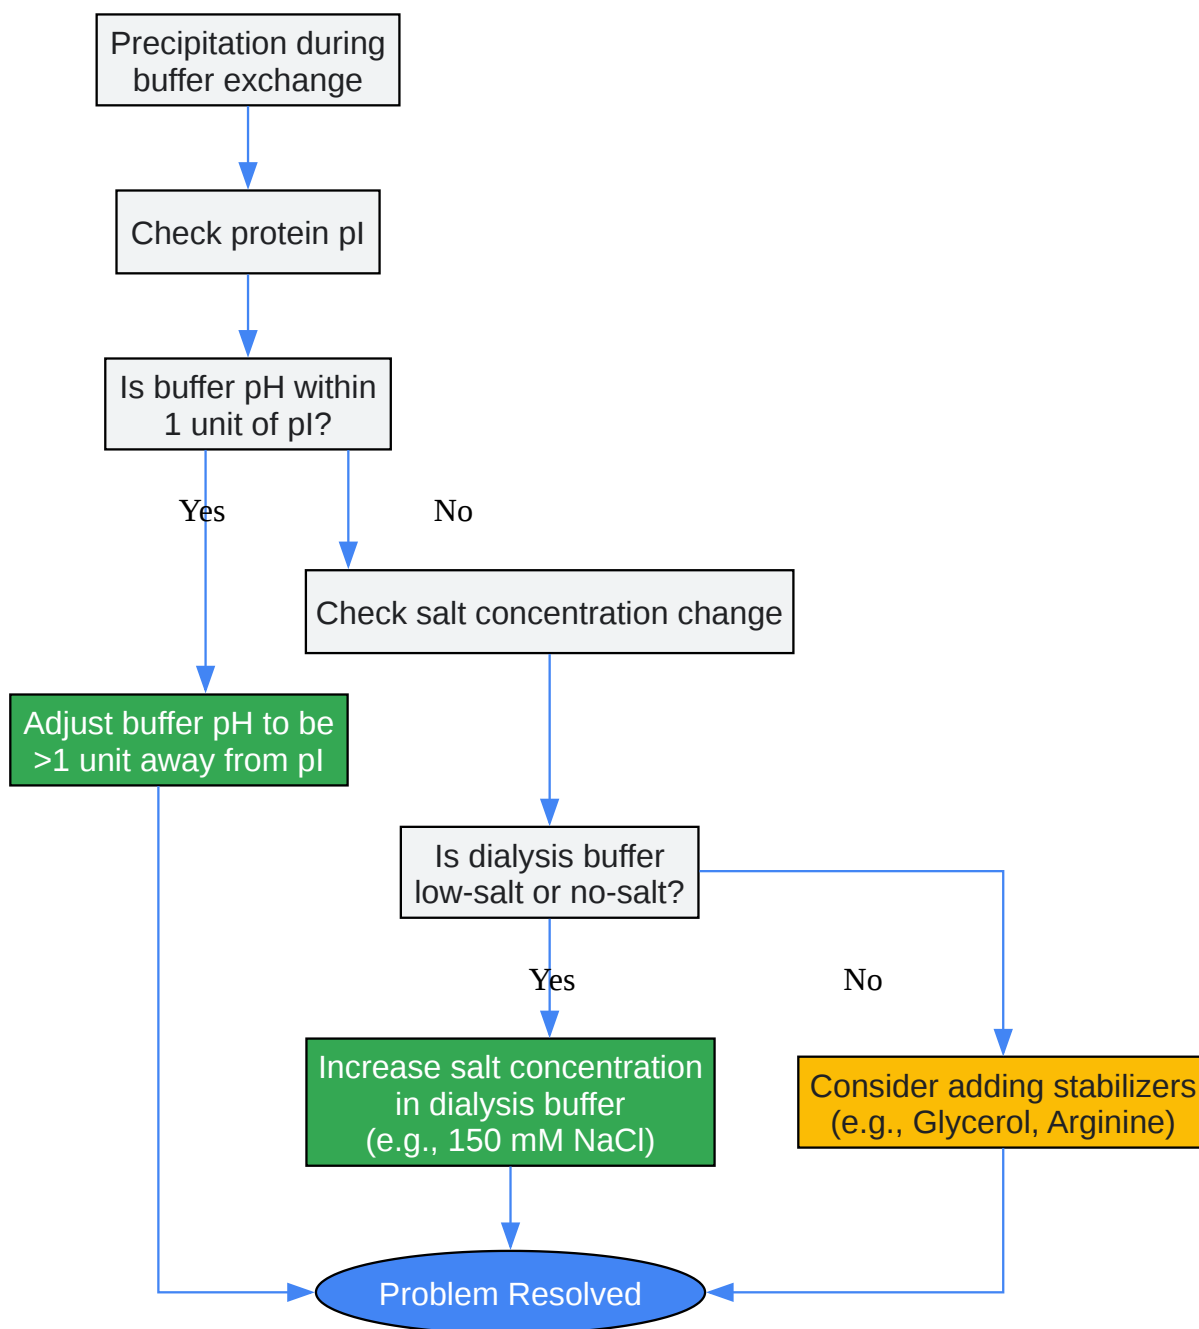 Precipitation during
buffer exchange
Check protein pI
Is buffer pH within
1 unit of pI?
Yes
No
Check salt concentration change
Adjust buffer pH to be
>1 unit away from pI
Is dialysis buffer
low-salt or no-salt?
Yes
No
Increase salt concentration
in dialysis buffer
(e.g., 150 mM NaCl)
Consider adding stabilizers
(e.g., Glycerol, Arginine)
Problem Resolved